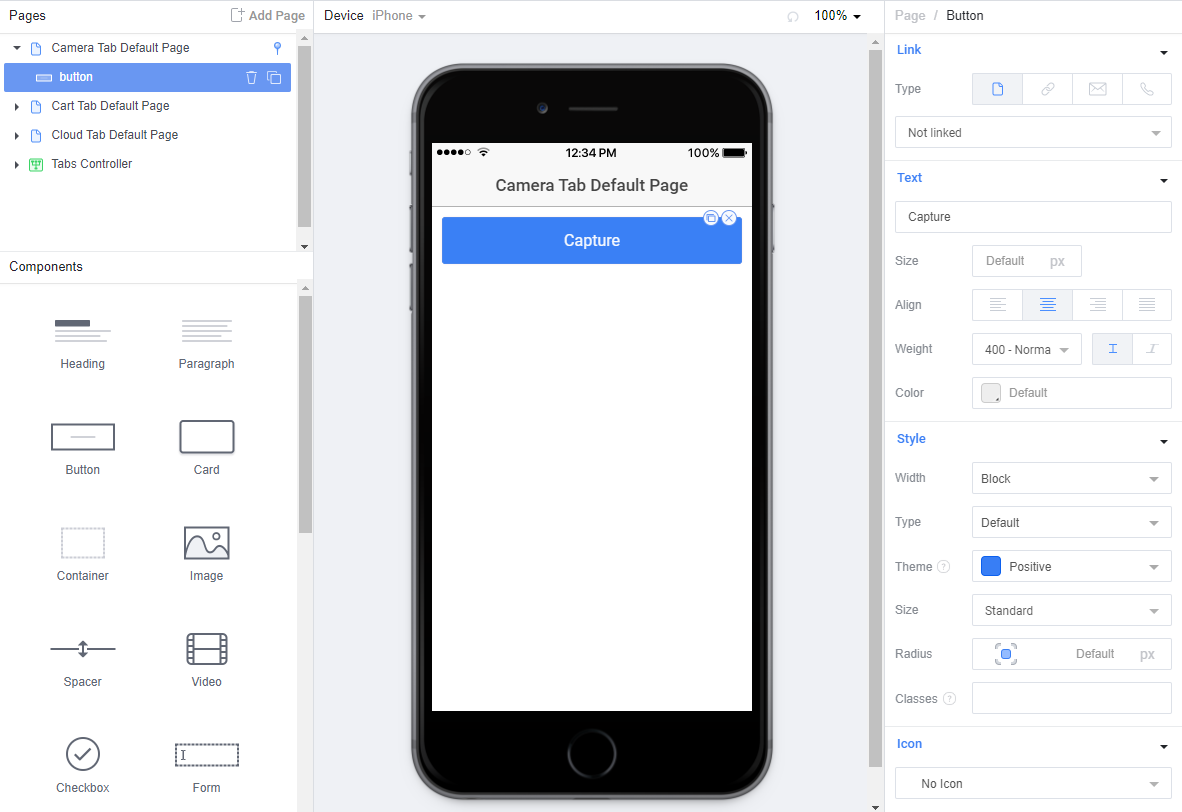 Pages
Add Page
Camera Tab Default Page
button
Cart Tab Default Page
Cloud Tab Default Page
Tabs Controller
Components
Heading
Paragraph
Button
Card
Container
Image
Spacer
Video
Checkbox
Form
Device iPhone
100%
12:34 PM
100%
Camera Tab Default Page
Capture
Page / Button
Link
Type
Not linked
Text
Capture
Size Default px
Align
Weight 400 - Norma
Color Default
Style
Width Block
Type Default
Theme ? Positive
Size Standard
Radius Default px
Classes ?
Icon
No Icon